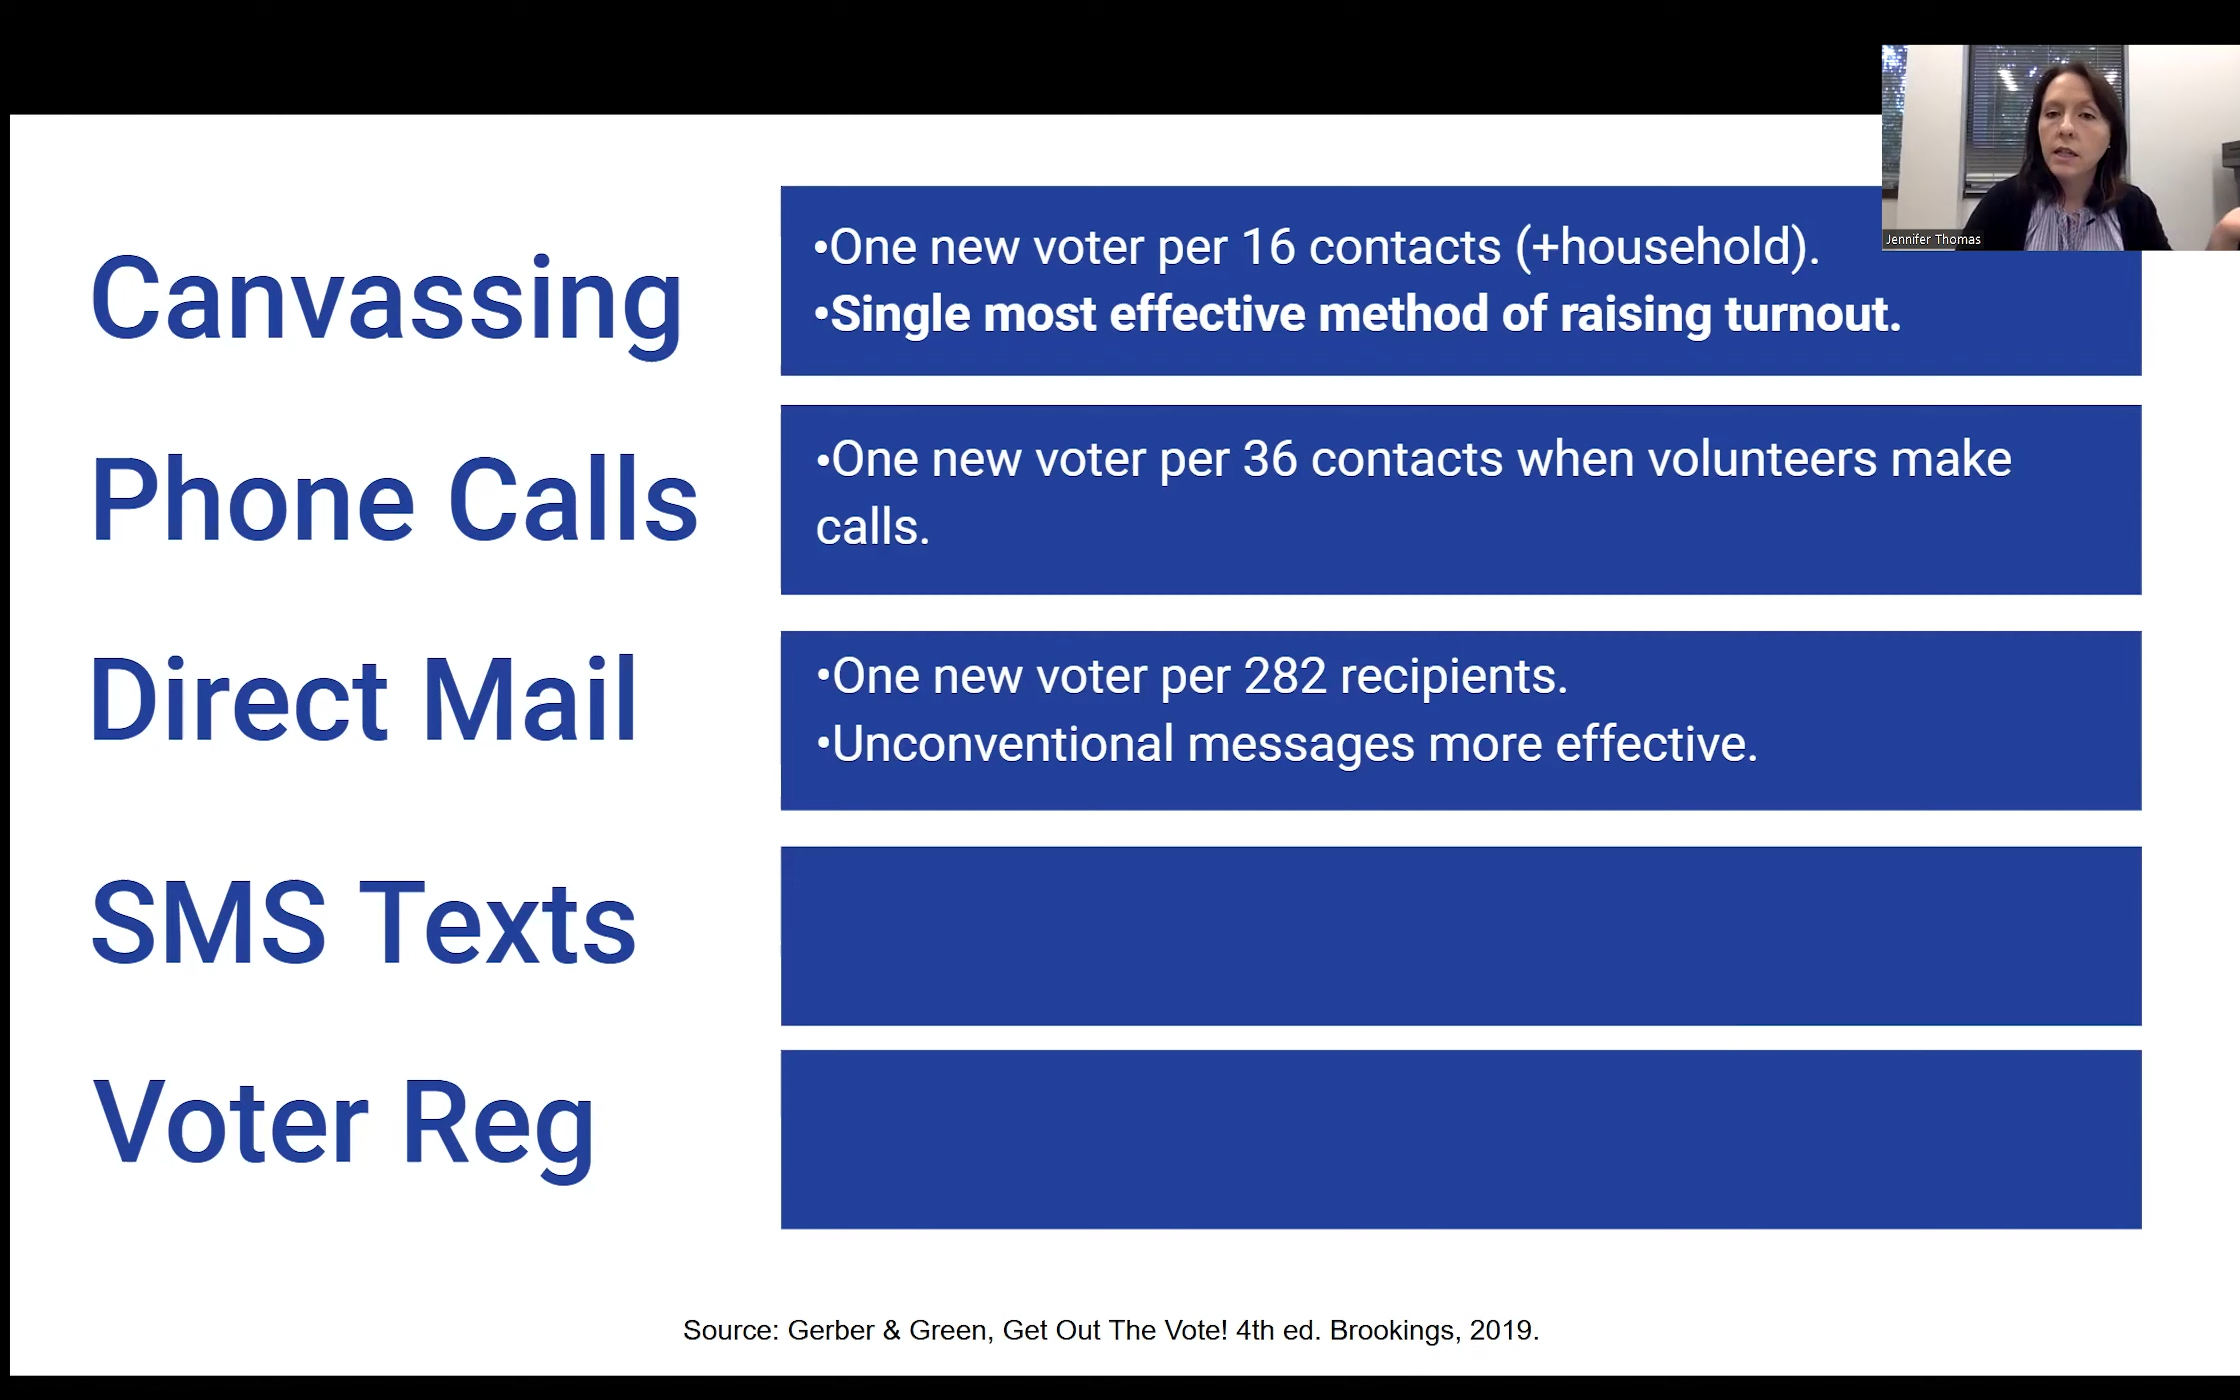 Jennifer Thomas
Canvassing
•One new voter per 16 contacts (+household).
•Single most effective method of raising turnout.
Phone Calls
•One new voter per 36 contacts when volunteers make
calls.
Direct Mail
•One new voter per 282 recipients.
•Unconventional messages more effective.
SMS Texts
Voter Reg
Source: Gerber & Green, Get Out The Vote! 4th ed. Brookings, 2019.